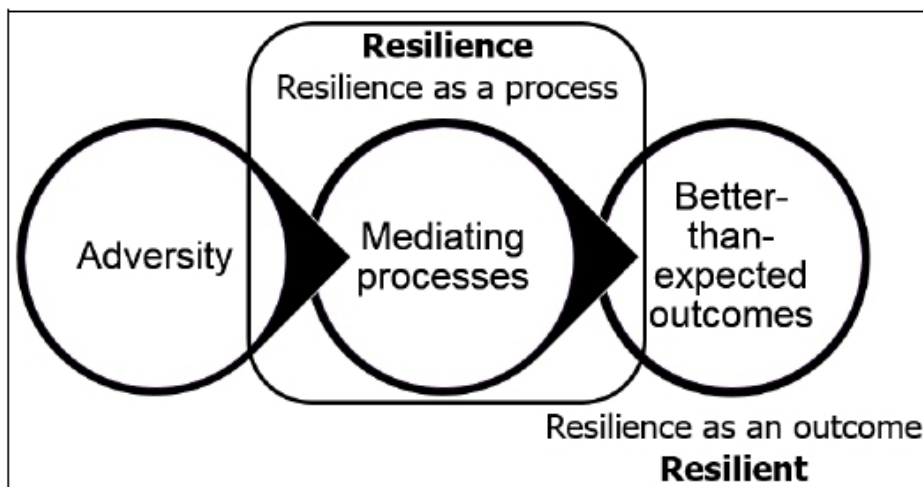 Resilience
Resilience as a process
Adversity
Mediating
processes
Better-
than-
expected
outcomes
Resilience as an outcome
Resilient